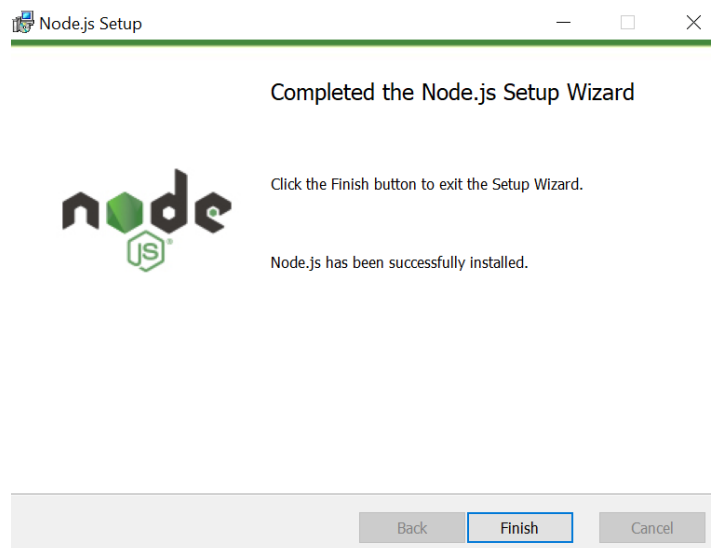 Node.js Setup
Completed the Node.js Setup Wizard
Click the Finish button to exit the Setup Wizard.
node
JS®
Node.js has been successfully installed.
Back
Finish
Cancel